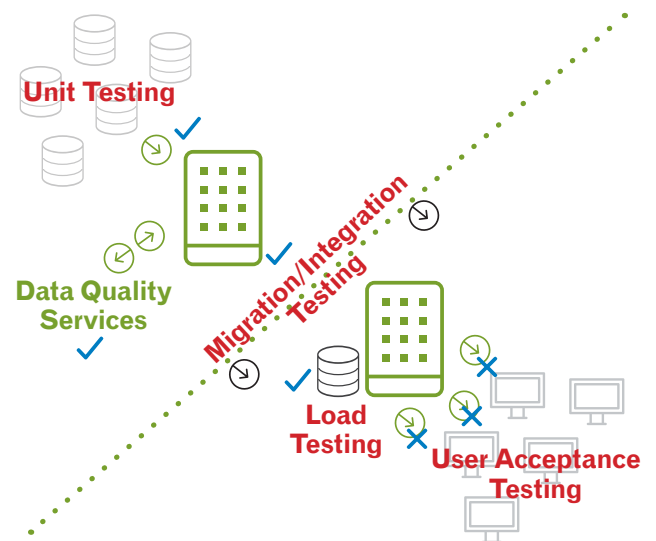 Unit Testing
Migration/Integration
Testing
Data Quality
Services
Load
Testing
User Acceptance
Testing